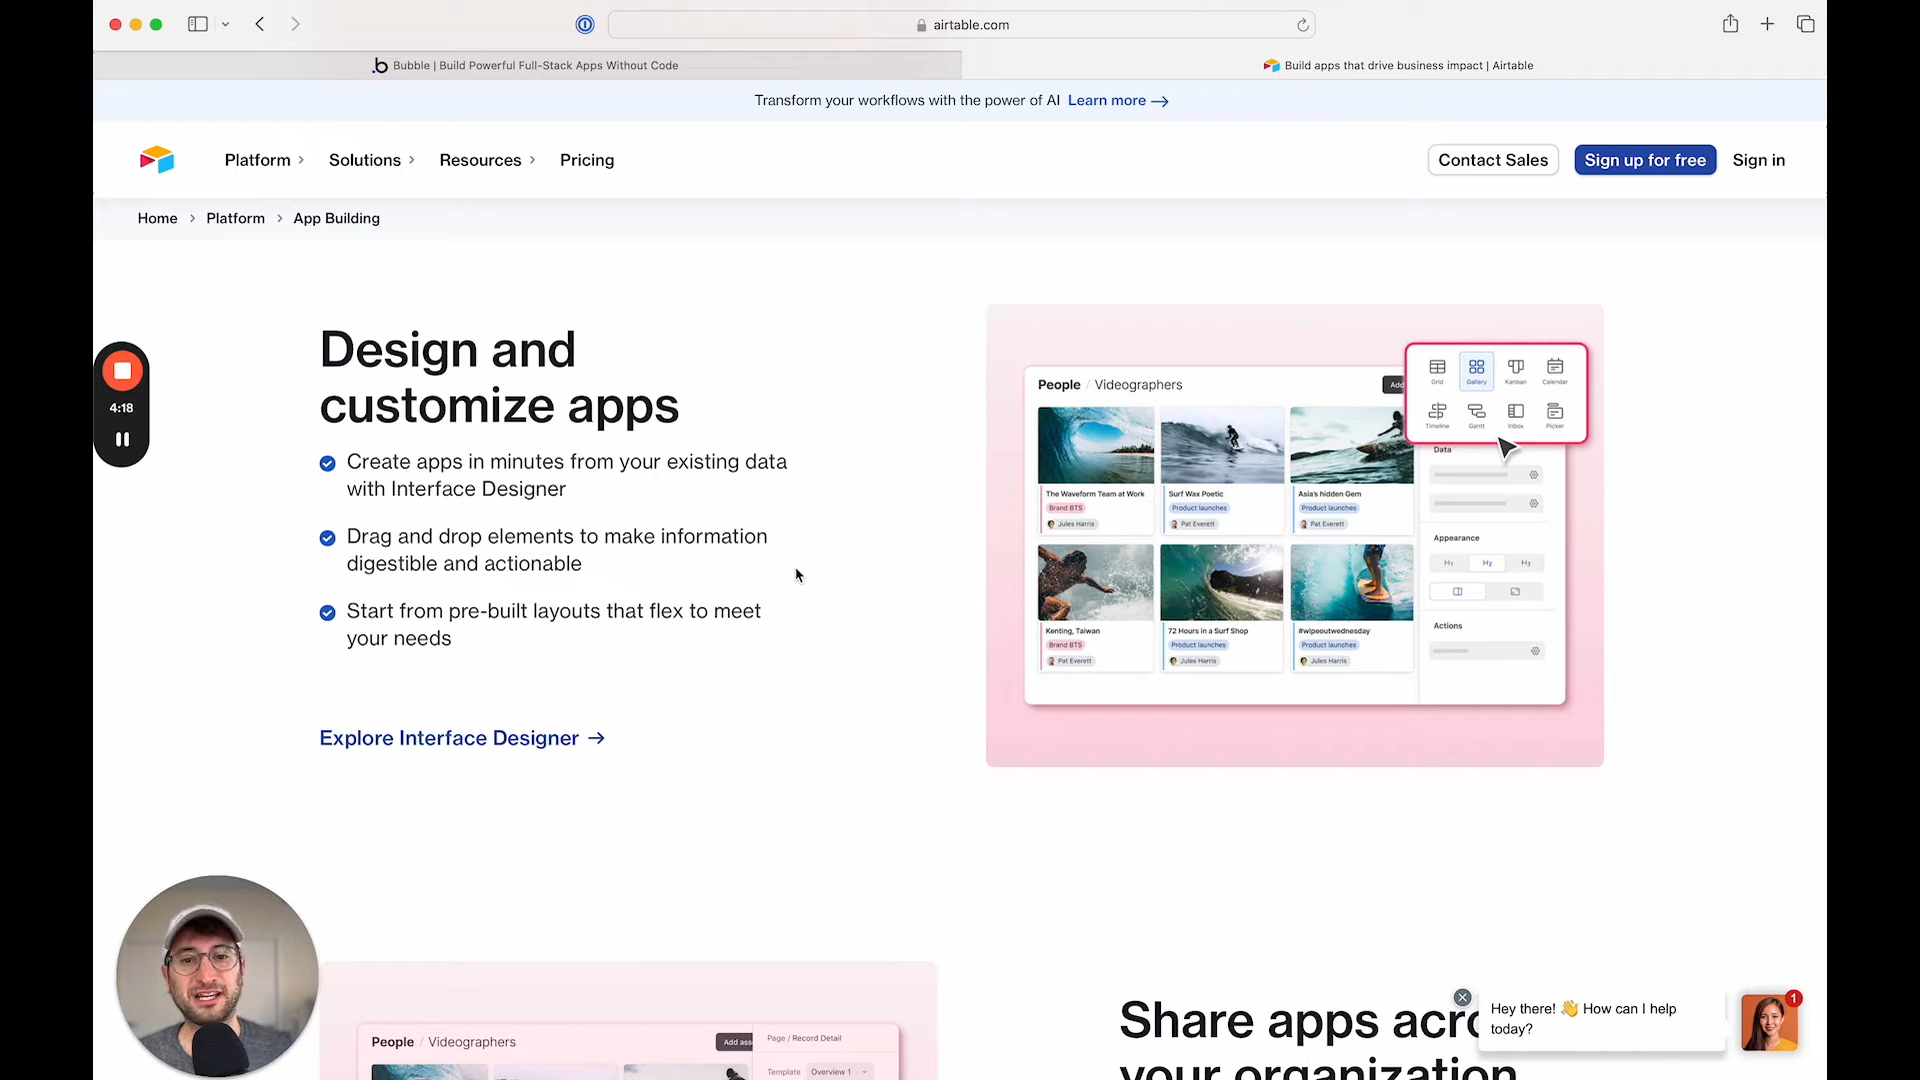 airtable.com
Bubble | Build Powerful Full-Stack Apps Without Code
Build apps that drive business impact | Airtable
Transform your workflows with the power of AI Learn more
Platform
Solutions
Resources
Pricing
Contact Sales
Sign up for free
Sign in
Home
Platform
App Building
Design and
customize apps
Create apps in minutes from your existing data
with Interface Designer
Drag and drop elements to make information
digestible and actionable
Start from pre-built layouts that flex to meet
your needs
Explore Interface Designer
4:18
People / Videographers
Add
Grid
Gallery
Kanban
Calendar
Timeline
Gantt
Inbox
Picker
The Waveform Team at Work
Brand BTS
Jules Harris
Surf Wax Poetic
Product launches
Pat Everett
Asia's hidden Gem
Product launches
Pat Everett
Kenting, Taiwan
Brand BTS
Pat Everett
72 Hours in a Surf Shop
Product launches
Jules Harris
#wipeoutwednesday
Product launches
Jules Harris
Data
Appearance
H1
H2
H3
Actions
People / Videographers
Add ass
Page / Record Detail
Template
Overview 1
Share apps acro
your organization
Hey there! 👋 How can I help
today?
1